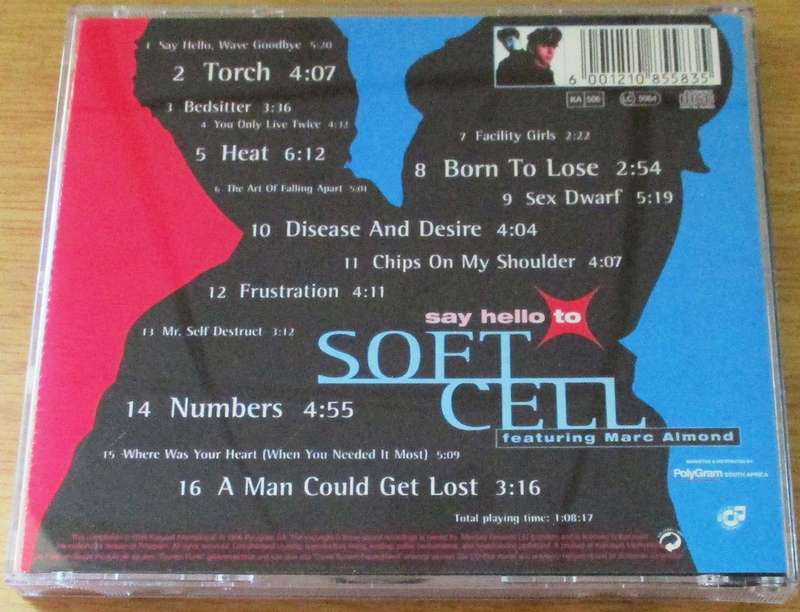 1 Say Hello, Wave Goodbye 5:20
2 Torch 4:07
3 Bedsitter 3:36
4 You Only Live Twice 4:32
5 Heat 6:12
6 The Art Of Falling Apart 5:01
7 Facility Girls 2:22
8 Born To Lose 2:54
9 Sex Dwarf 5:19
10 Disease And Desire 4:04
11 Chips On My Shoulder 4:07
12 Frustration 4:11
13 Mr. Self Destruct 3:12
14 Numbers 4:55
15 Where Was Your Heart (When You Needed It Most) 5:09
16 A Man Could Get Lost 3:16
Total playing time: 1:08:17
say hello to
SOFT
CELL
featuring Marc Almond
6 001210 855835
LC
MARKETED & DISTRIBUTED BY
PolyGram SOUTH AFRICA